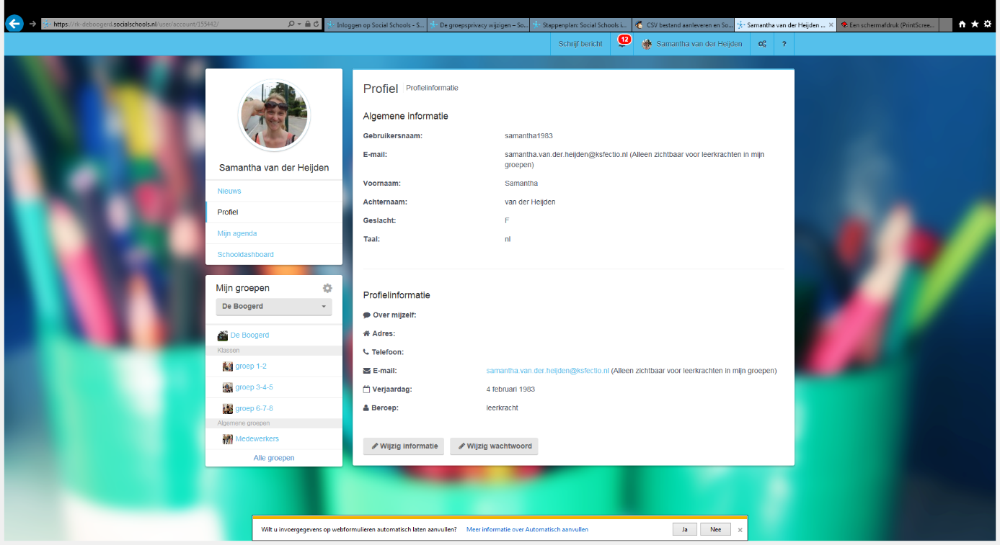 https://rk-deboogerd.socialschools.nl/user/account/155442/
Inloggen op Social Schools - S...
De groepsprivacy wijzigen – So...
Stappenplan: Social Schools i...
CSV bestand aanleveren en So...
Samantha van der Heijden ...
Een schermafdruk (PrintScree...
Schrijf bericht
12
Samantha van der Heijden
?
Samantha van der Heijden
Nieuws
Profiel
Mijn agenda
Schooldashboard
Mijn groepen
De Boogerd
De Boogerd
Klassen
groep 1-2
groep 3-4-5
groep 6-7-8
Algemene groepen
Medewerkers
Alle groepen
Profiel Profielinformatie
Algemene informatie
Gebruikersnaam: samantha1983
E-mail: samantha.van.der.heijden@ksfectio.nl (Alleen zichtbaar voor leerkrachten in mijn
groepen)
Voornaam: Samantha
Achternaam: van der Heijden
Geslacht: F
Taal: nl
Profielinformatie
Over mijzelf:
Adres:
Telefoon:
E-mail: samantha.van.der.heijden@ksfectio.nl (Alleen zichtbaar voor leerkrachten in mijn groepen)
Verjaardag: 4 februari 1983
Beroep: leerkracht
Wijzig informatie Wijzig wachtwoord
Wilt u invoergegevens op webformulieren automatisch laten aanvullen? Meer informatie over Automatisch aanvullen Ja Nee